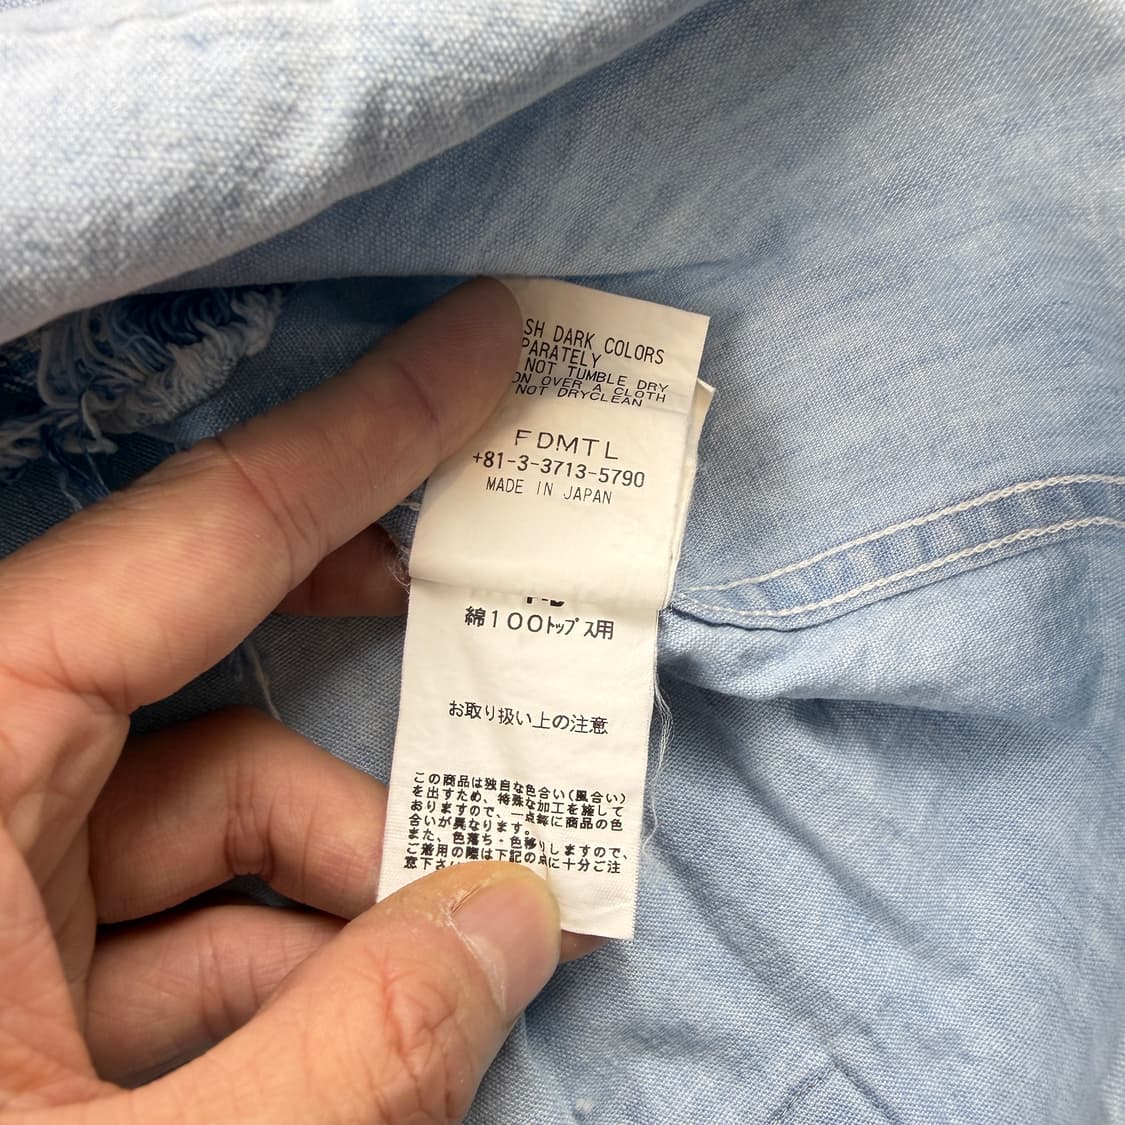 DARK COLORS
NOT TUMBLE DRY
OVER A CLOTH
NOT DRYCLEAN
FDMTL
+81-3-3713-5790
MADE IN JAPAN
綿100トップス用
お取り扱い上の注意
この商品は独自な色合い(風合い)
を出すため、特殊な加工を施して
おりますので、一点毎に商品の色
合いが異なります。
また、色落ち・色移りしますので、
ご着用の際は下記の点に十分ご注
意下さい